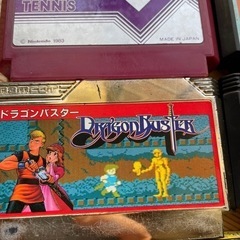 TENNIS
© Nintendo 1983
MADE IN JAPAN
ドラゴンバスター
DRAGON BUSTER